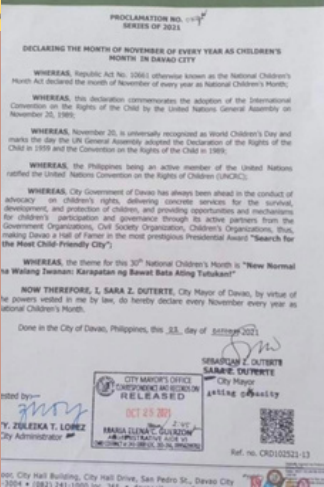 PROCLAMATION NO.
SERIES OF 2021
DECLARING THE MONTH OF NOVEMBER OF EVERY YEAR AS CHILDREN'S
MONTH IN DAVAO CITY
WHEREAS, Republic Act No. 10661 otherwise known as the National Children's
Month Act declared the month of November of every year as Children's Month;
WHEREAS, this declaration commemorates the adoption of the International
Convention on the Rights of the Child by the United Nations General Assembly on
November 20, 1989;
WHEREAS, November 20, is universally recognized as World Children's Day and
marks the day the UN General Assembly adopted the Declaration of the Rights of the
Child in 1959 and the Convention on the Rights of the Child in 1989;
WHEREAS, the Philippines being an active member of the United Nations
ratified the United Nations Convention on the Rights of Children (UNCRC);
WHEREAS, City Government of Davao has always been ahead in the conduct of
advocacy on children's rights, delivering concrete services for the survival,
development, and protection of children, and providing opportunities and mechanisms
for children's participation and governance through its active partners from the
Government Organizations, Civil Society Organization, Children's Organizations, thus,
making Davao a Hall of Famer in the most prestigious Presidential Award "Search for
the Most Child-Friendly City";
WHEREAS, the theme for this 30th National Children's Month is "New Normal
na Walang Iwanan: Karapatan ng Bawat Bata Ating Tutukan!"
NOW THEREFORE, I, SARA Z. DUTERTE, City Mayor of Davao, by virtue of
he powers vested in me by law, do hereby declare every November every year as
ational Children's Month.
Done in the City of Davao, Philippines, this 22 day of October 2021
SEBASTIAN Z. DUTERTE
SARA Z. DUTERTE
City Mayor
Acting Capacity
CITY MAYOR'S OFFICE
CORRESPONDENCE AND RECORDS DIV.
RELEASED
OCT 25 2021
MARIA ELENA C. GUERZON
ADMINISTRATIVE AIDE VI
ested by:
Y. ZULEIKA T. LOPEZ
City Administrator
Ref. no. CRD102521-13
oor, City Hall Building, City Hall Drive, San Pedro St., Davao City